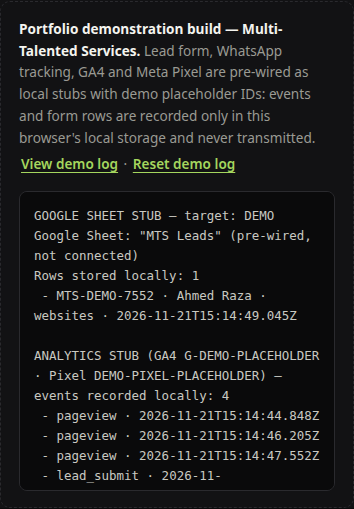 Portfolio demonstration build — Multi-
Talented Services. Lead form, WhatsApp
tracking, GA4 and Meta Pixel are pre-wired as
local stubs with demo placeholder IDs: events
and form rows are recorded only in this
browser's local storage and never transmitted.
View demo log · Reset demo log
GOOGLE SHEET STUB — target: DEMO
Google Sheet: "MTS Leads" (pre-wired,
not connected)
Rows stored locally: 1
- MTS-DEMO-7552 · Ahmed Raza ·
websites · 2026-11-21T15:14:49.045Z
ANALYTICS STUB (GA4 G-DEMO-PLACEHOLDER
· Pixel DEMO-PIXEL-PLACEHOLDER) —
events recorded locally: 4
- pageview · 2026-11-21T15:14:44.848Z
- pageview · 2026-11-21T15:14:46.205Z
- pageview · 2026-11-21T15:14:47.552Z
- lead_submit · 2026-11-